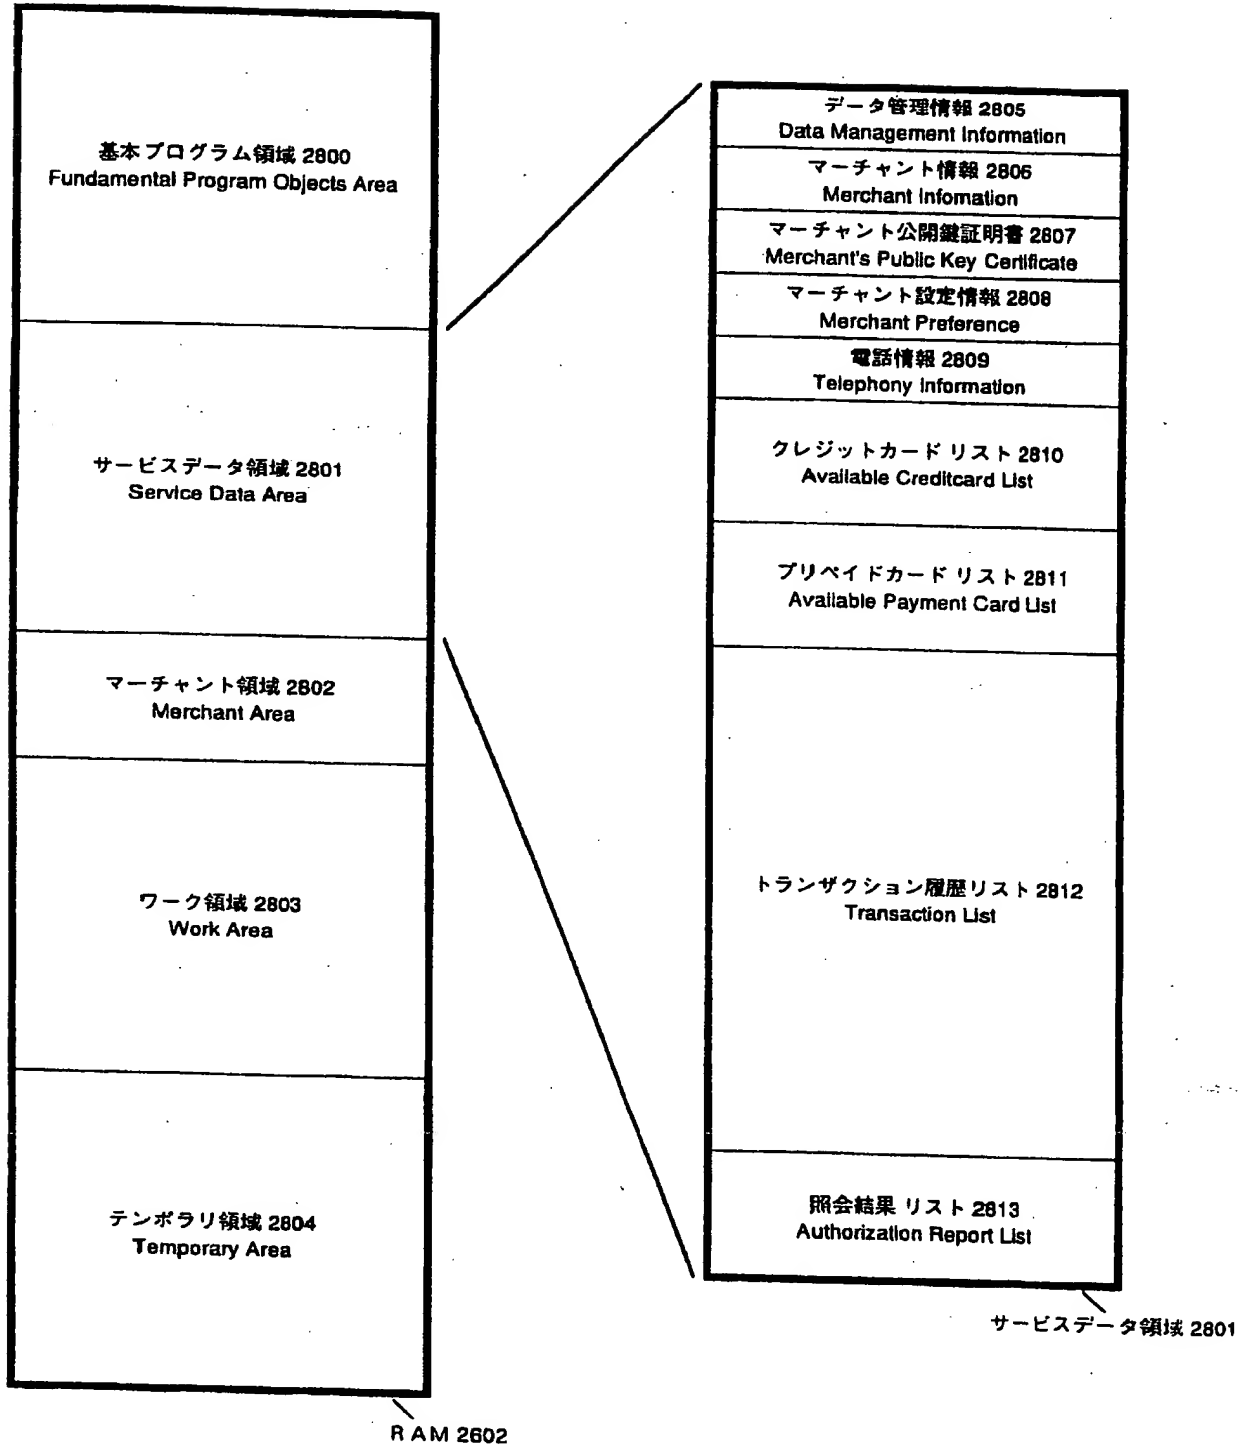 基本プログラム領域 2800
Fundamental Program Objects Area
サービスデータ領域 2801
Service Data Area
マーチャント領域 2802
Merchant Area
ワーク領域 2803
Work Area
テンポラリ領域 2804
Temporary Area
RAM 2602
データ管理情報 2805
Data Management Information
マーチャント情報 2806
Merchant Infomation
マーチャント公開鍵証明書 2807
Merchant's Public Key Certificate
マーチャント設定情報 2808
Merchant Preference
電話情報 2809
Telephony Information
クレジットカード リスト 2810
Available Creditcard List
プリペイドカード リスト 2811
Available Payment Card List
トランザクション履歴リスト 2812
Transaction List
照会結果 リスト 2813
Authorization Report List
サービスデータ領域 2801